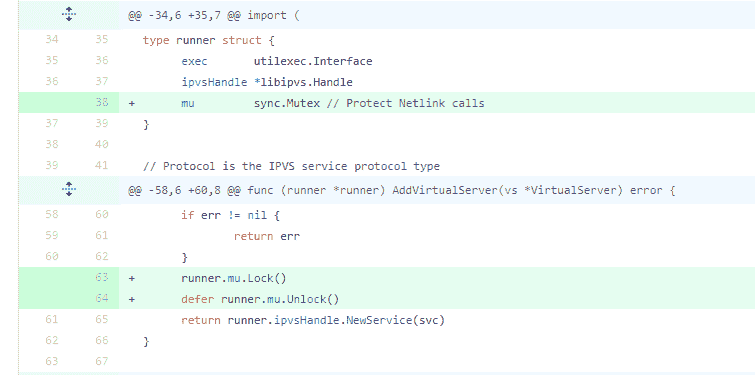 @@ -34,6 +35,7 @@ import (
34 35 type runner struct {
35 36 exec utilexec.Interface
36 37 ipvsHandle *libipvs.Handle
38 + mu sync.Mutex // Protect Netlink calls
37 39 }
38 40
39 41 // Protocol is the IPVS service protocol type
@@ -58,6 +60,8 @@ func (runner *runner) AddVirtualServer(vs *VirtualServer) error {
58 60 if err != nil {
59 61 return err
60 62 }
63 + runner.mu.Lock()
64 + defer runner.mu.Unlock()
61 65 return runner.ipvsHandle.NewService(svc)
62 66 }
63 67